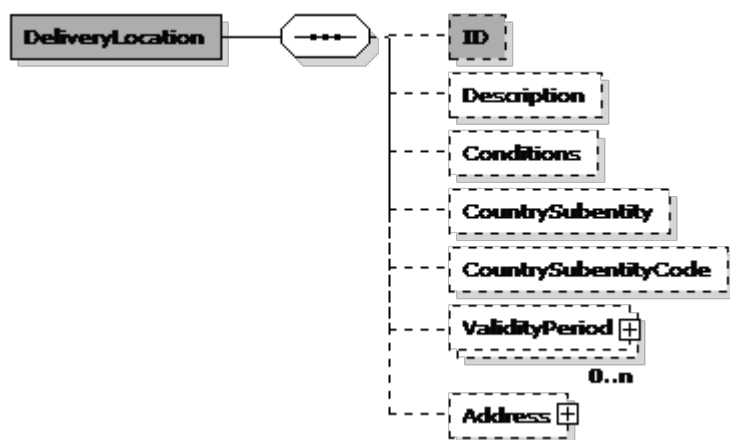 DeliveryLocation
ID
Description
Conditions
CountrySubentity
CountrySubentityCode
ValidityPeriod
0..n
Address